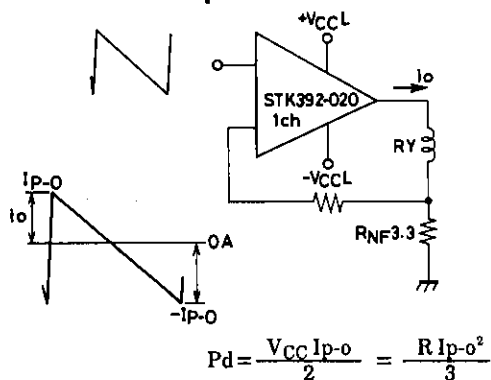 +VCCL
Io
STK392-020
1ch
-VCCL
RY
RNF3.3
IP-O
Io
0A
-IP-O
Pd = VCC Ip-o / 2 = R Ip-o² / 3